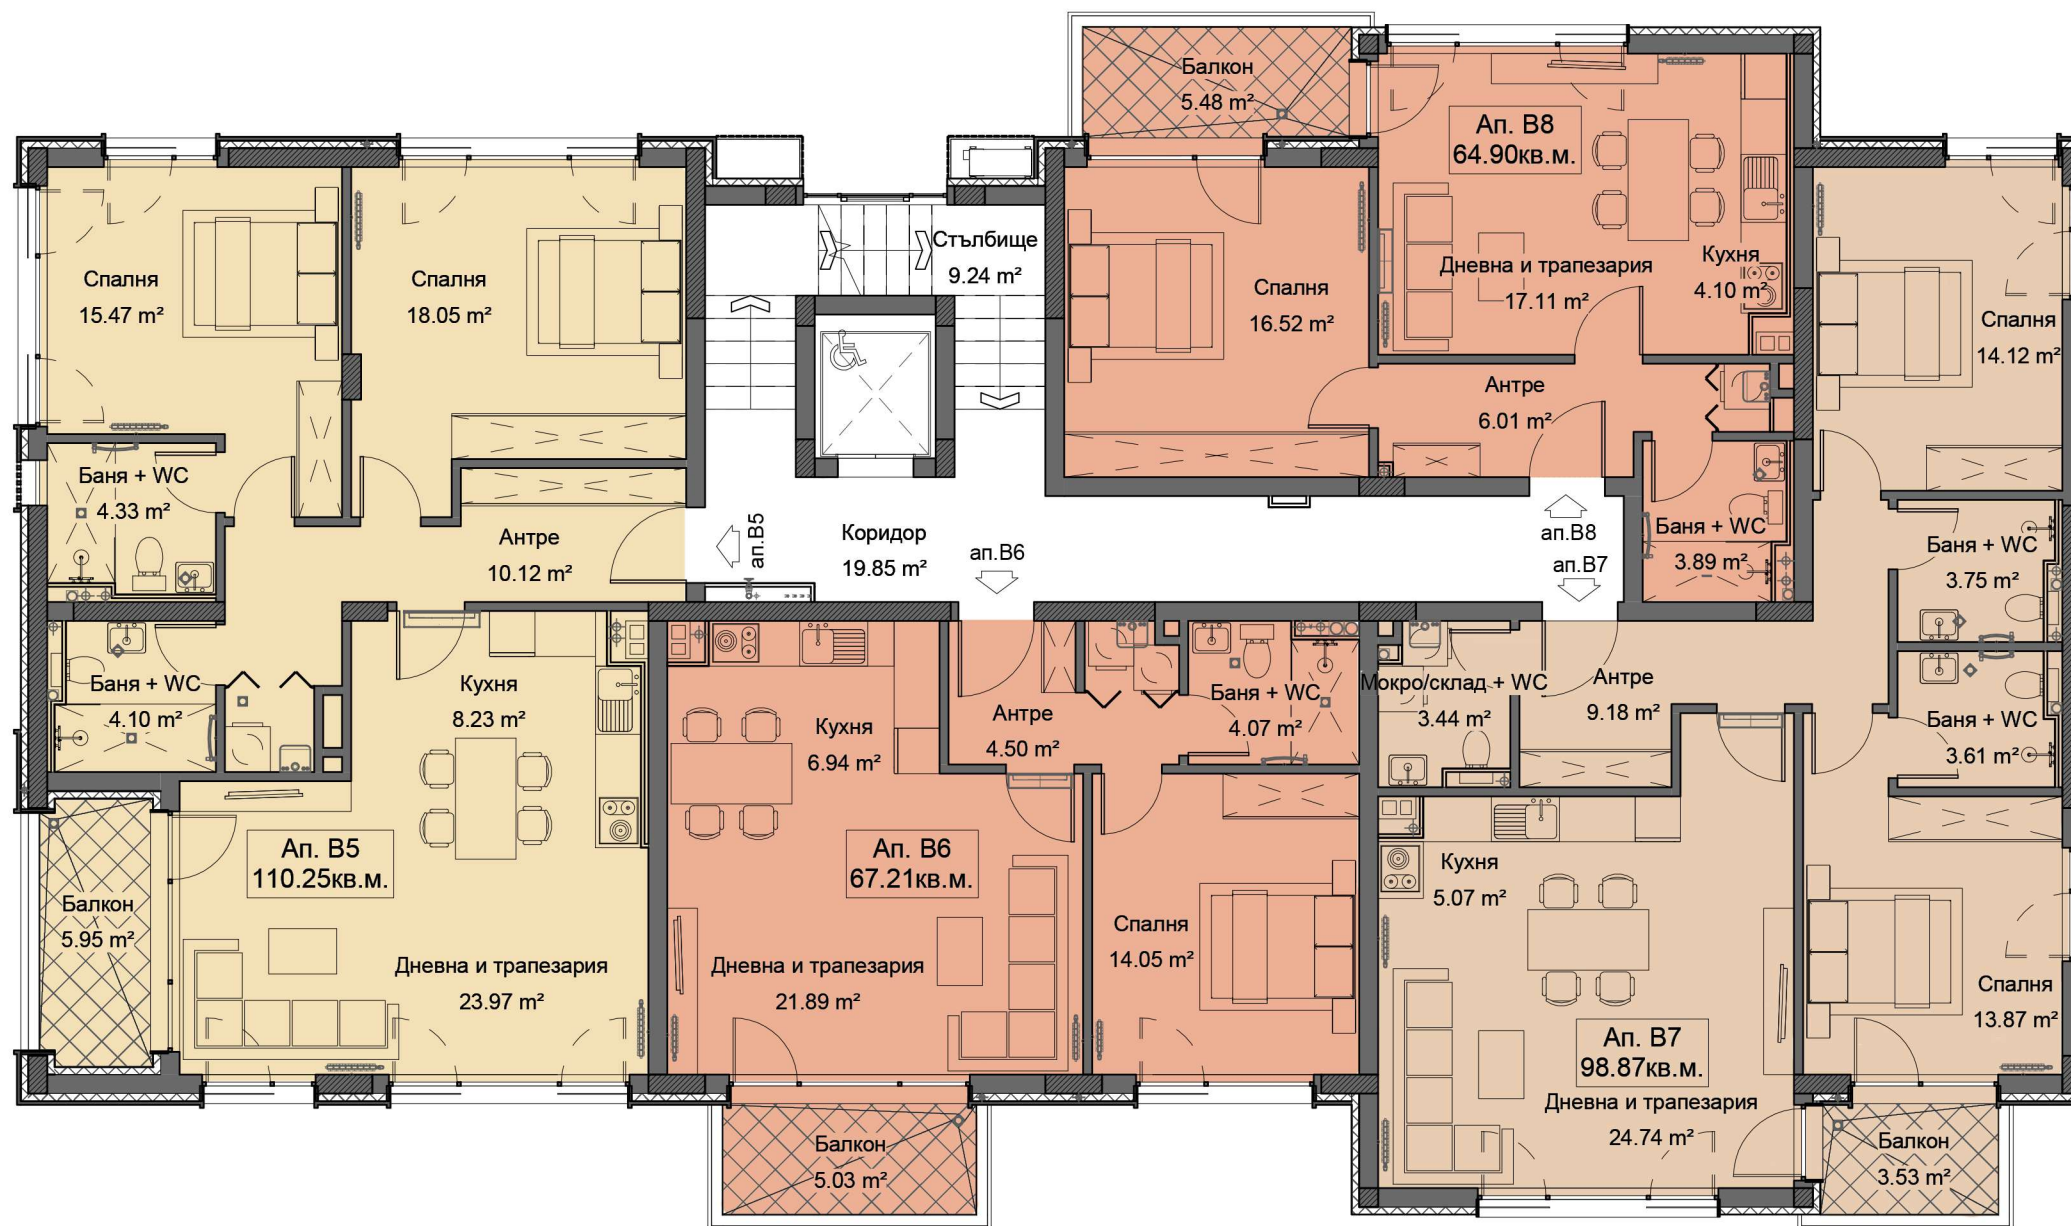 Балкон
5.48 m²
Ап. В8
64.90кв.м.
Стълбище
9.24 m²
Спалня
15.47 m²
Спалня
18.05 m²
Спалня
16.52 m²
Дневна и трапезария
17.11 m²
Кухня
4.10 m²
Спалня
14.12 m²
Антре
6.01 m²
Баня + WC
4.33 m²
Антре
10.12 m²
ап.В5
Коридор
19.85 m²
ап.В6
ап.В8
ап.В7
Баня + WC
3.89 m²
Баня + WC
3.75 m²
Баня + WC
4.10 m²
Кухня
8.23 m²
Кухня
6.94 m²
Антре
4.50 m²
Баня + WC
4.07 m²
Мокро/склад + WC
3.44 m²
Антре
9.18 m²
Баня + WC
3.61 m²
Ап. В5
110.25кв.м.
Ап. В6
67.21кв.м.
Кухня
5.07 m²
Балкон
5.95 m²
Спалня
14.05 m²
Дневна и трапезария
23.97 m²
Дневна и трапезария
21.89 m²
Спалня
13.87 m²
Ап. В7
98.87кв.м.
Дневна и трапезария
24.74 m²
Балкон
5.03 m²
Балкон
3.53 m²